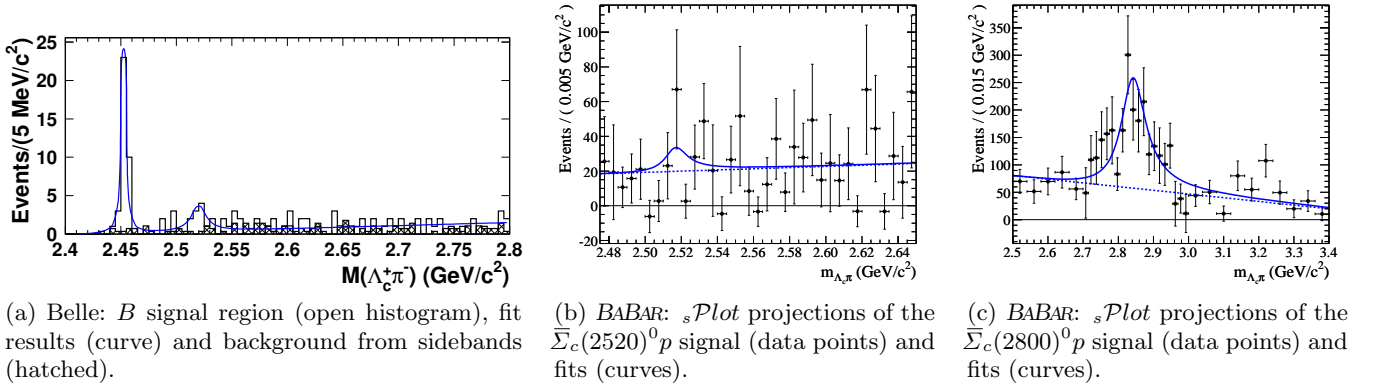 Events/(5 MeV/c²)
25
20
15
10
5
0
2.4 2.45 2.5 2.55 2.6 2.65 2.7 2.75 2.8
M(Λc⁺π⁻) (GeV/c²)
(a) Belle: B signal region (open histogram), fit
results (curve) and background from sidebands
(hatched).
Events / ( 0.005 GeV/c² )
100
80
60
40
20
0
-20
2.48 2.50 2.52 2.54 2.56 2.58 2.60 2.62 2.64
mΛcπ (GeV/c²)
(b) BABAR: sPlot projections of the
Σ̅c(2520)⁰p signal (data points) and
fits (curves).
Events / ( 0.015 GeV/c² )
350
300
250
200
150
100
50
0
2.5 2.6 2.7 2.8 2.9 3.0 3.1 3.2 3.3 3.4
mΛcπ (GeV/c²)
(c) BABAR: sPlot projections of the
Σ̅c(2800)⁰p signal (data points) and
fits (curves).